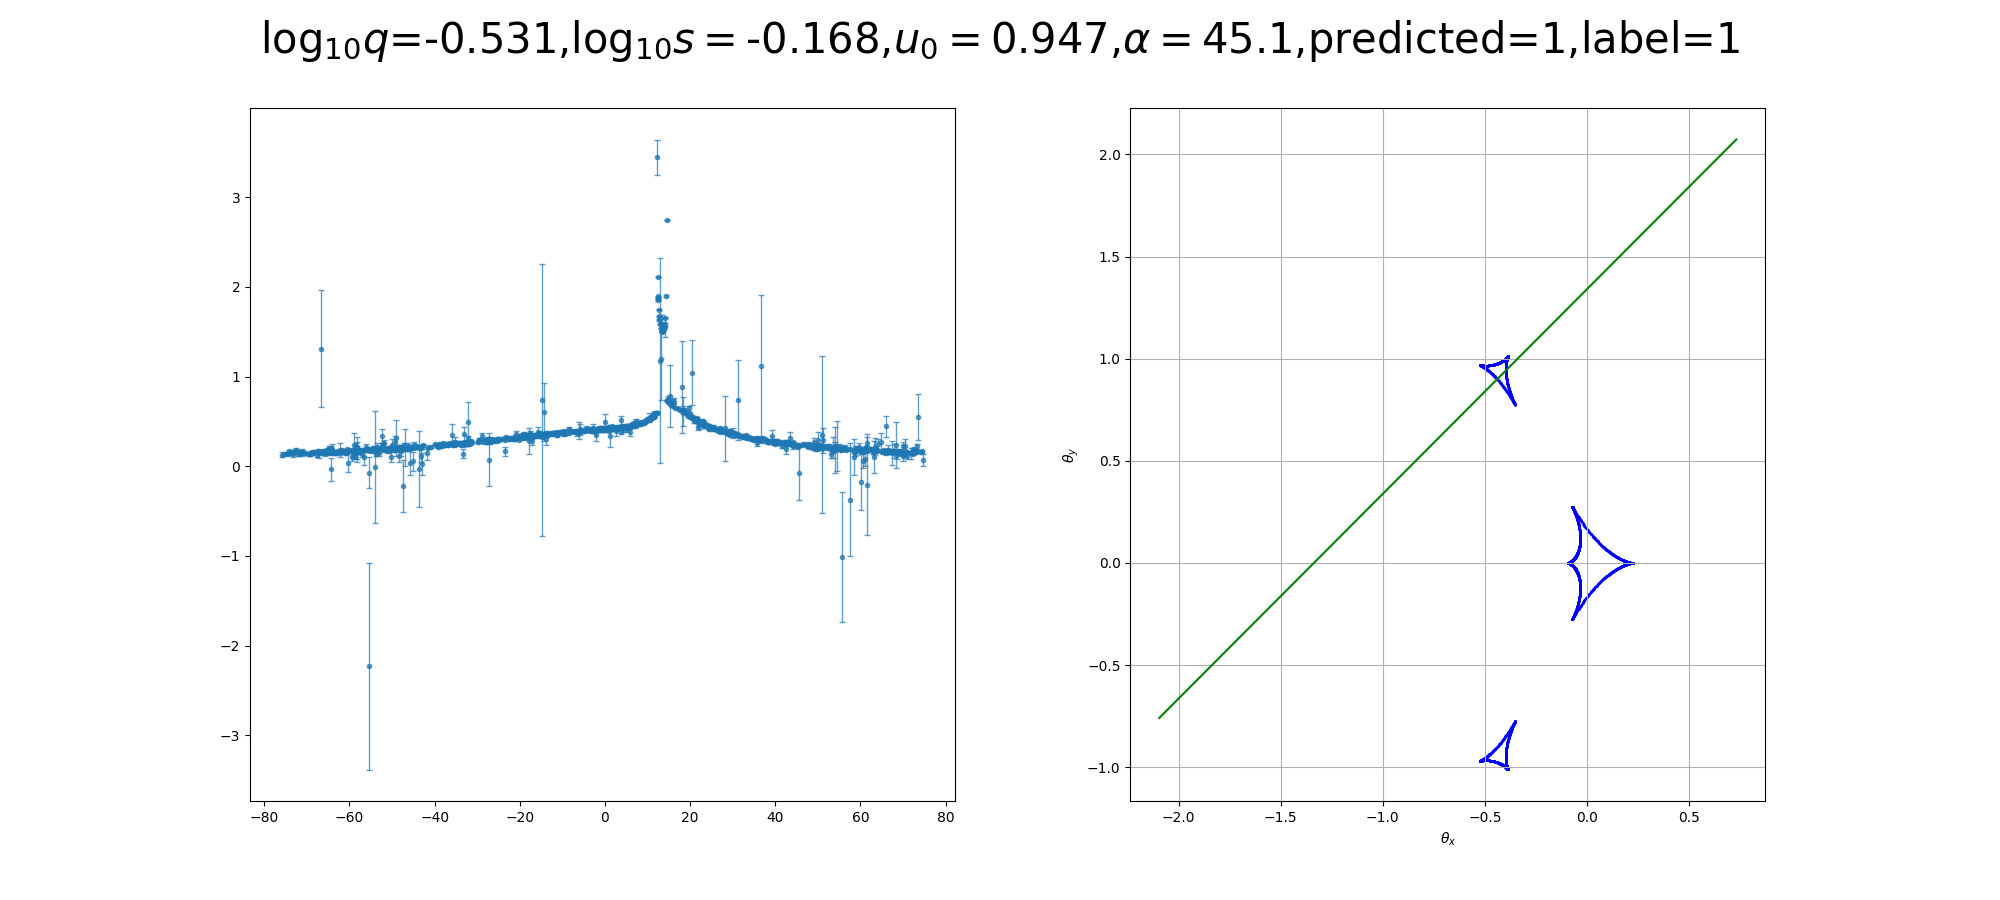 log₁₀q=-0.531,log₁₀s = -0.168,u₀ = 0.947,α = 45.1,predicted=1,label=1
3
2
1
0
−1
−2
−3
−80 −60 −40 −20 0 20 40 60 80
2.0
1.5
1.0
0.5
0.0
−0.5
−1.0
θy
−2.0 −1.5 −1.0 −0.5 0.0 0.5
θx